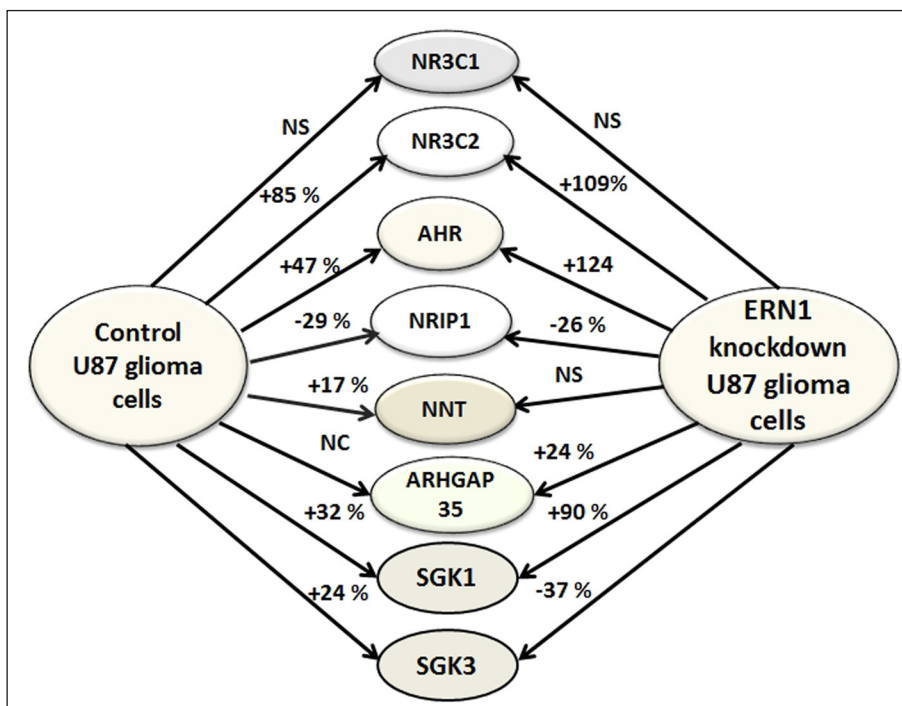 NR3C1
NS
NS
NR3C2
+85 %
+109%
AHR
+47 %
+124
Control
U87 glioma
cells
-29 %
NRIP1
-26 %
ERN1
knockdown
U87 glioma
cells
+17 %
NNT
NS
NC
ARHGAP
35
+24 %
+32 %
+90 %
SGK1
+24 %
-37 %
SGK3